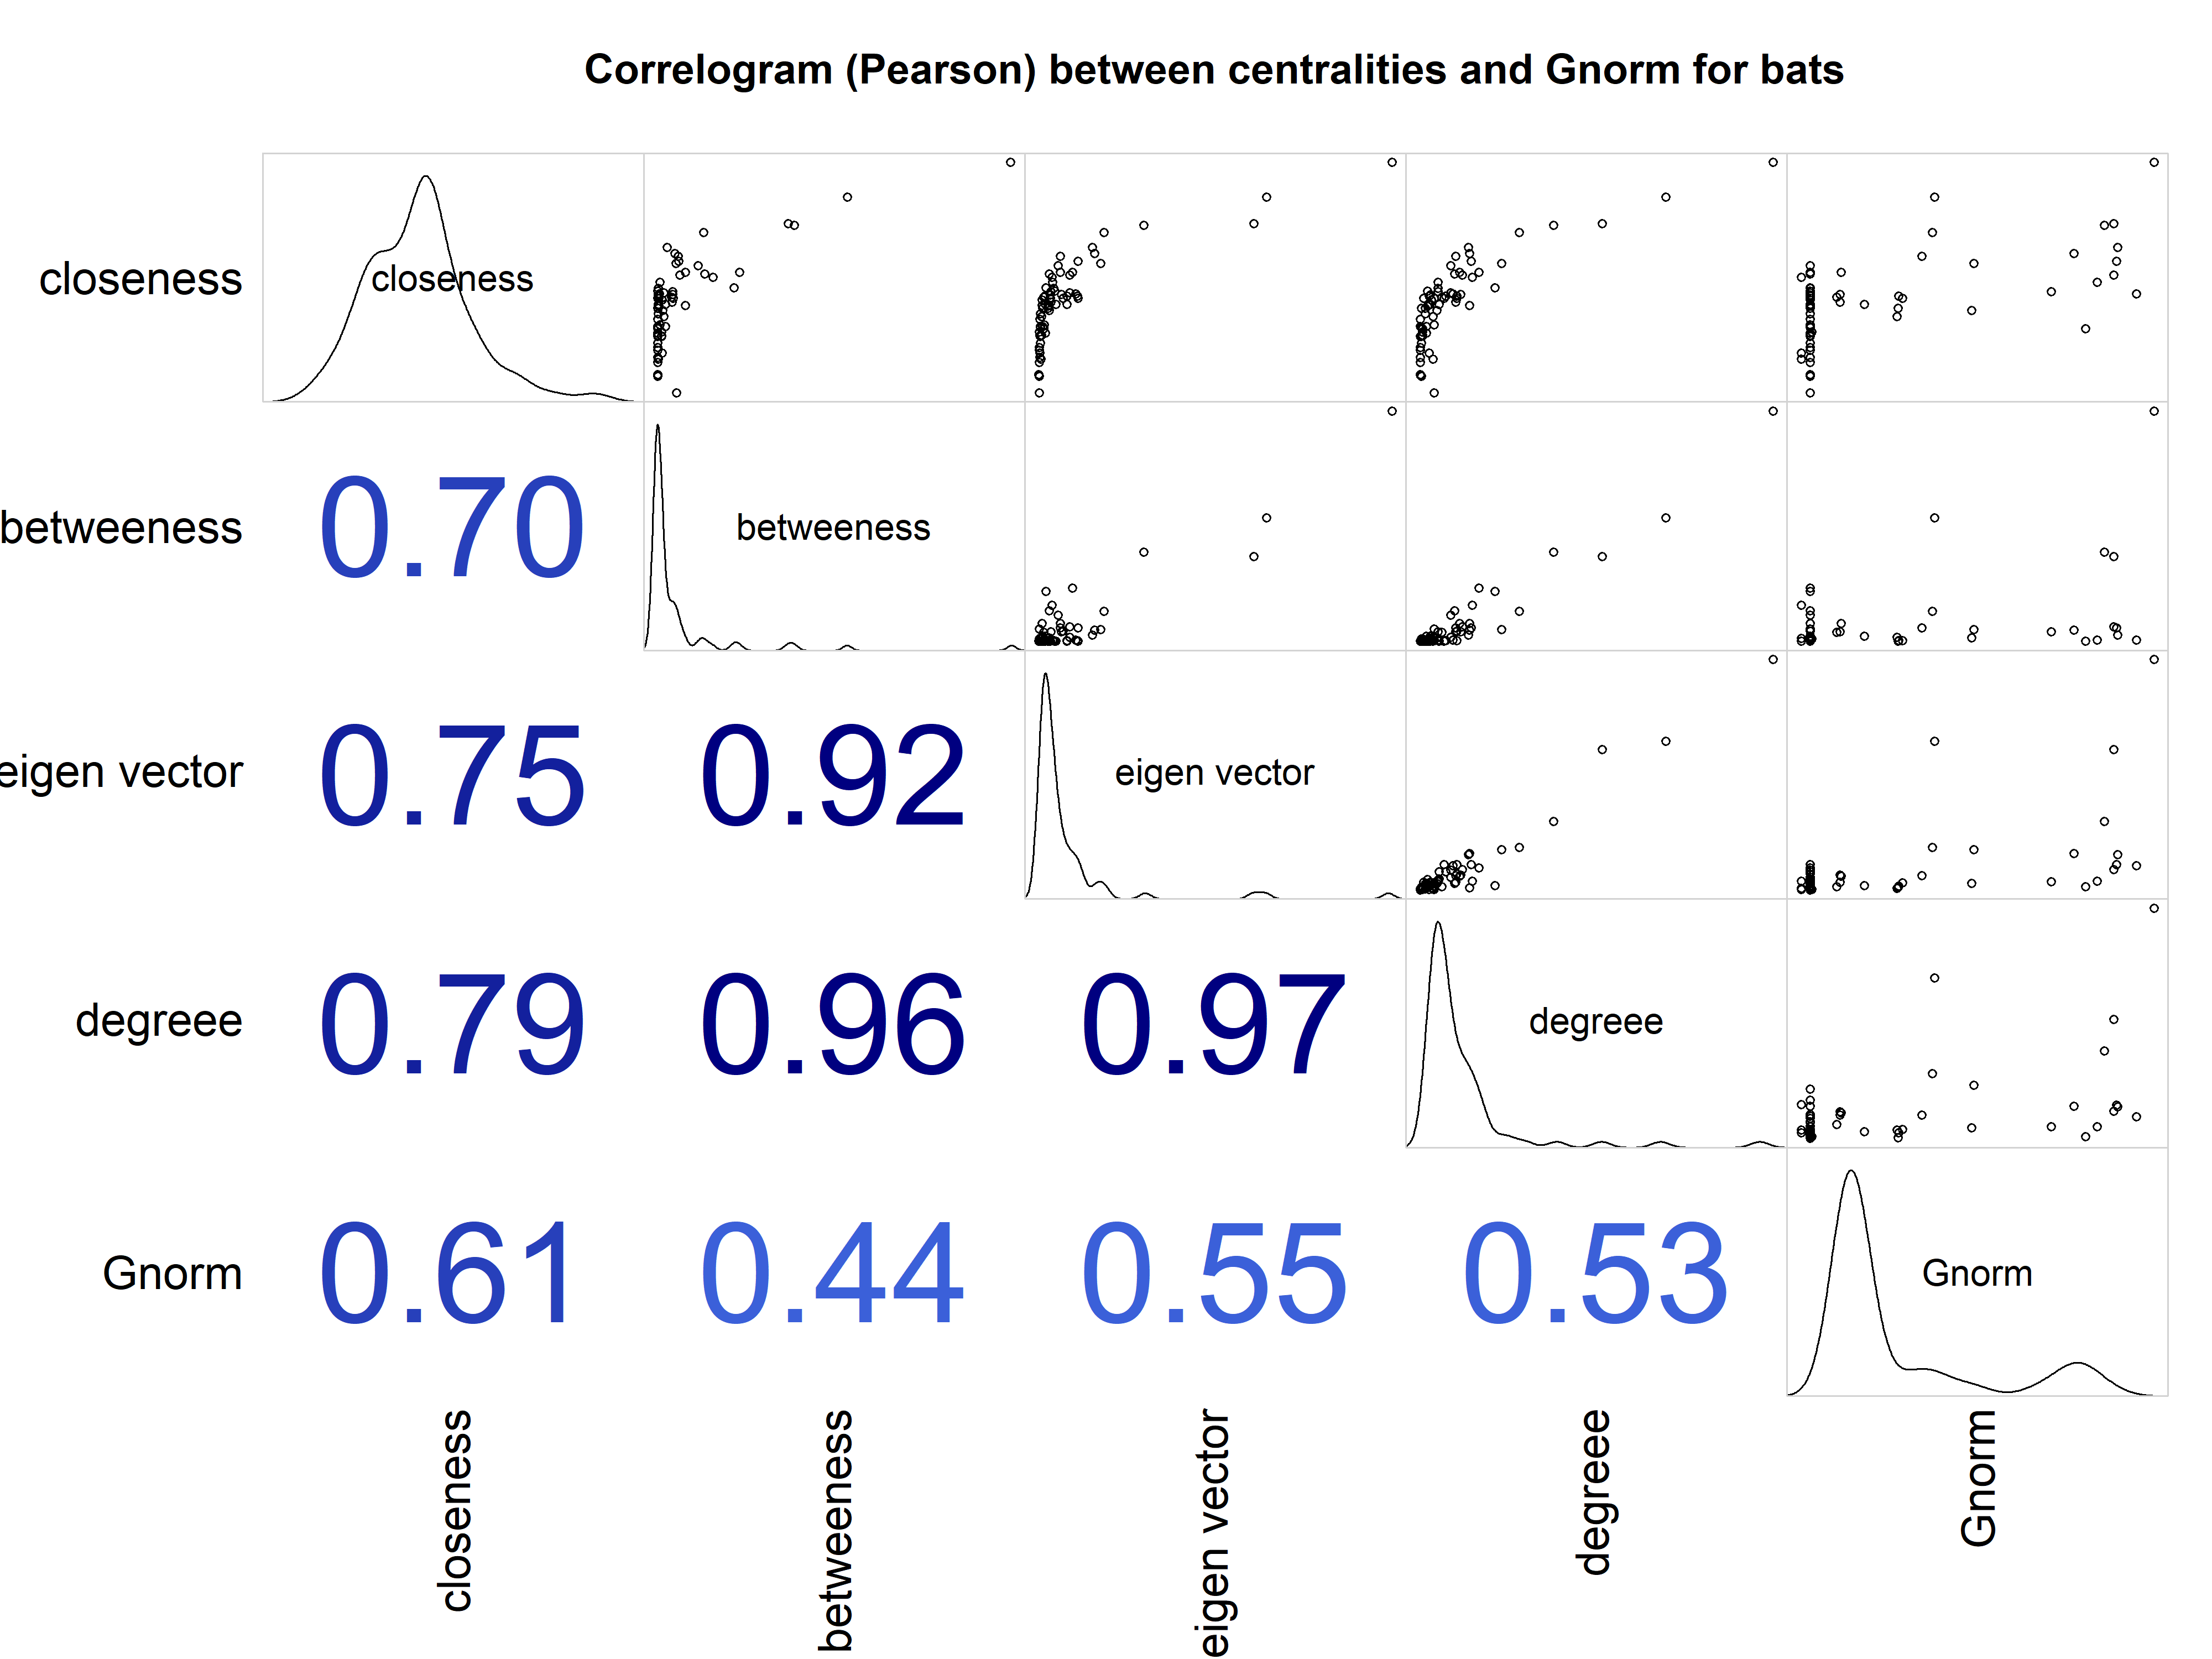 Correlogram (Pearson) between centralities and Gnorm for bats
closeness closeness
betweeness 0.70 betweeness
eigen vector 0.75 0.92 eigen vector
degreee 0.79 0.96 0.97 degreee
Gnorm 0.61 0.44 0.55 0.53 Gnorm
closeness
betweeness
eigen vector
degreee
Gnorm